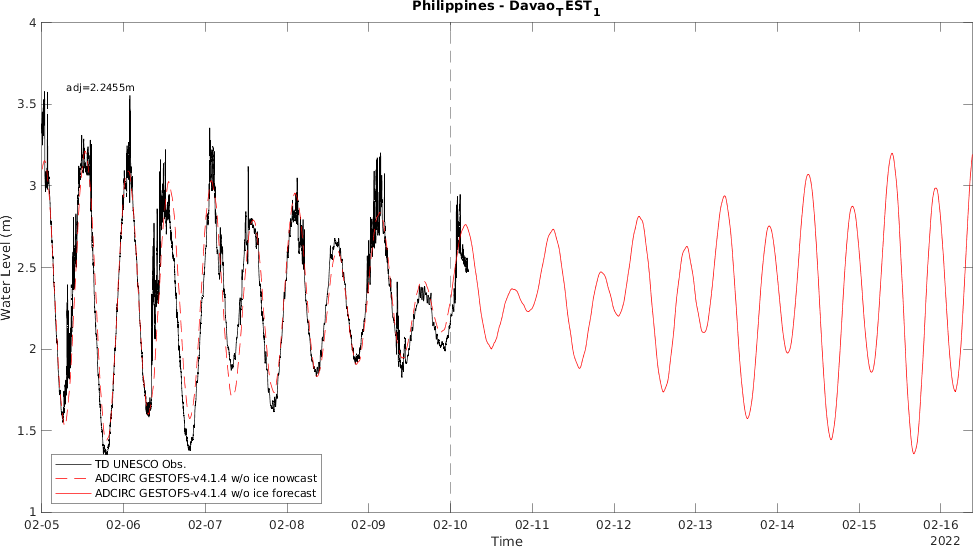 Philippines - Davao_TEST_1
4
adj=2.2455m
3.5
3
2.5
2
1.5
1
Water Level (m)
TD UNESCO Obs.
ADCIRC GESTOFS-v4.1.4 w/o ice nowcast
ADCIRC GESTOFS-v4.1.4 w/o ice forecast
02-05 02-06 02-07 02-08 02-09 02-10 02-11 02-12 02-13 02-14 02-15 02-16
Time
2022